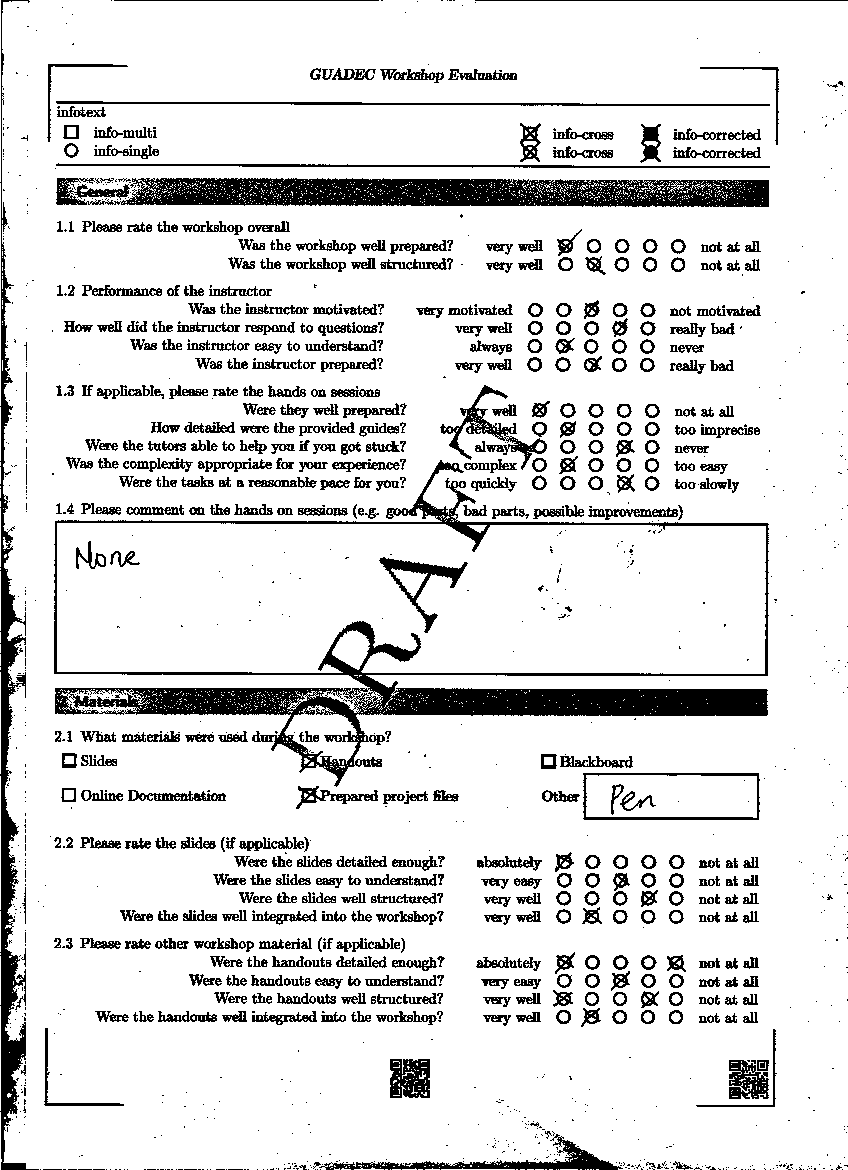 GUADEC Workshop Evaluation
infotext
info-multi info-cross info-corrected
info-single info-cross info-corrected
General
1.1 Please rate the workshop overall
Was the workshop well prepared? very well not at all
Was the workshop well structured? very well not at all
1.2 Performance of the instructor
Was the instructor motivated? very motivated not motivated
How well did the instructor respond to questions? very well really bad
Was the instructor easy to understand? always never
Was the instructor prepared? very well really bad
1.3 If applicable, please rate the hands on sessions
Were they well prepared? very well not at all
How detailed were the provided guides? too detailed too imprecise
Were the tutors able to help you if you got stuck? always never
Was the complexity appropriate for your experience? too complex too easy
Were the tasks at a reasonable pace for you? too quickly too slowly
1.4 Please comment on the hands on sessions (e.g. good parts, bad parts, possible improvements)
None
DRAFT
2 Materials
2.1 What materials were used during the workshop?
Slides Handouts Blackboard
Online Documentation Prepared project files Other Pen
2.2 Please rate the slides (if applicable)
Were the slides detailed enough? absolutely not at all
Were the slides easy to understand? very easy not at all
Were the slides well structured? very well not at all
Were the slides well integrated into the workshop? very well not at all
2.3 Please rate other workshop material (if applicable)
Were the handouts detailed enough? absolutely not at all
Were the handouts easy to understand? very easy not at all
Were the handouts well structured? very well not at all
Were the handouts well integrated into the workshop? very well not at all